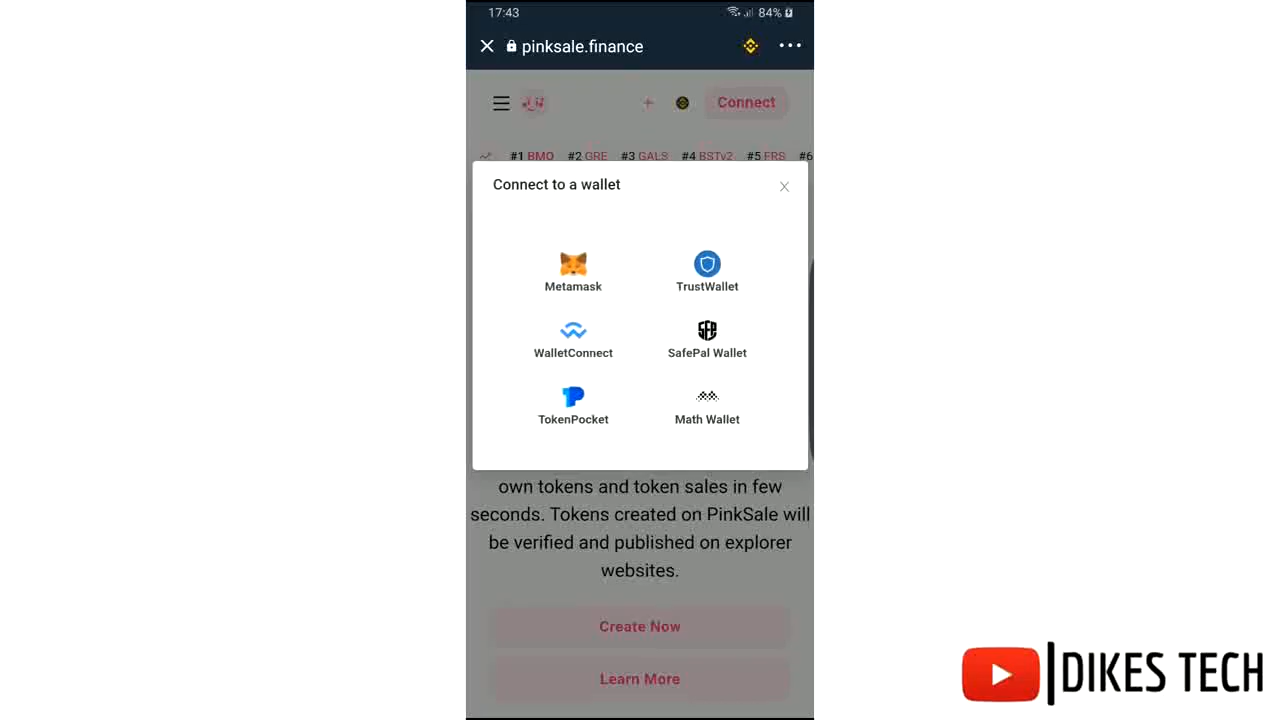 17:43
84%
pinksale.finance
Connect
#1 BMO #2 GRE #3 GALS #4 BSTv2 #5 FRS #6
Connect to a wallet
Metamask
TrustWallet
WalletConnect
SafePal Wallet
TokenPocket
Math Wallet
own tokens and token sales in few
seconds. Tokens created on PinkSale will
be verified and published on explorer
websites.
Create Now
Learn More
DIKES TECH